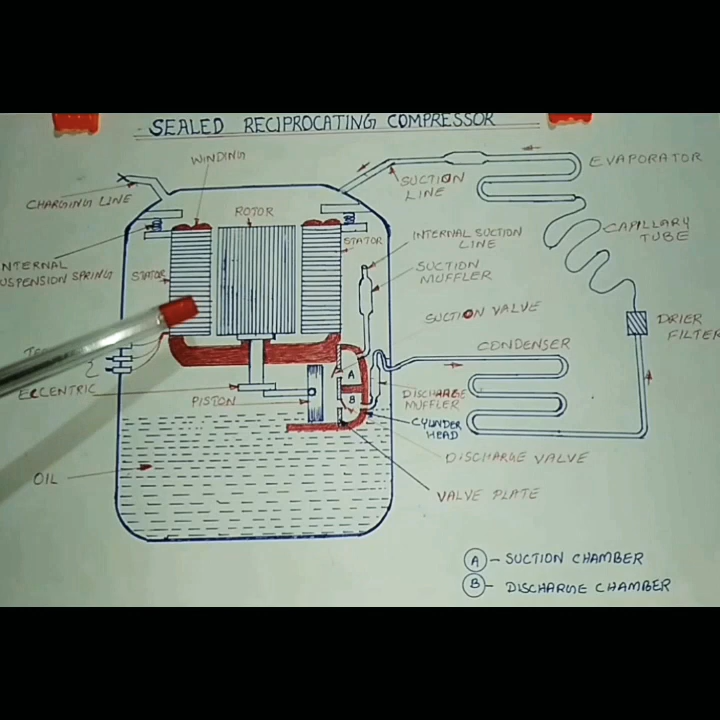 SEALED RECIPROCATING COMPRESSOR
WINDING
EVAPORATOR
CHARGING LINE
SUCTION
LINE
ROTOR
CAPILLARY
TUBE
STATOR
INTERNAL SUCTION
LINE
NTERNAL
USPENSION SPRING
STATOR
SUCTION
MUFFLER
SUCTION VALVE
DRIER
FILTER
CONDENSER
A
ECCENTRIC
PISTON
B
DISCHARGE
MUFFLER
CYLINDER
HEAD
DISCHARGE VALVE
OIL
VALVE PLATE
A - SUCTION CHAMBER
B - DISCHARGE CHAMBER